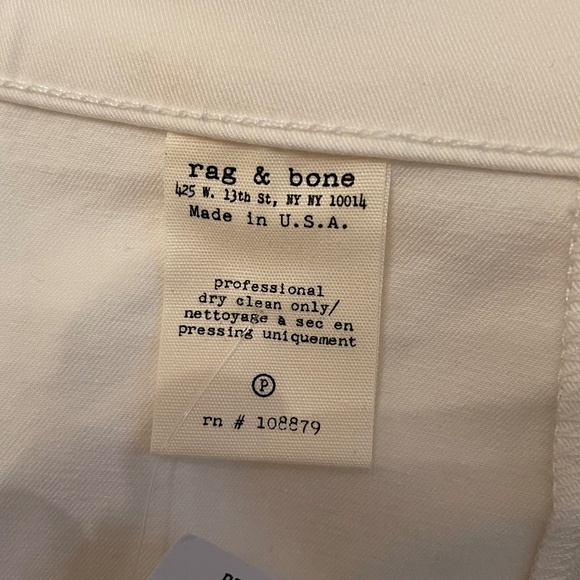 rag & bone
425 W. 13th St, NY NY 10014
Made in U.S.A.
professional
dry clean only/
nettoyage à sec en
pressing uniquement
P
rn # 108879